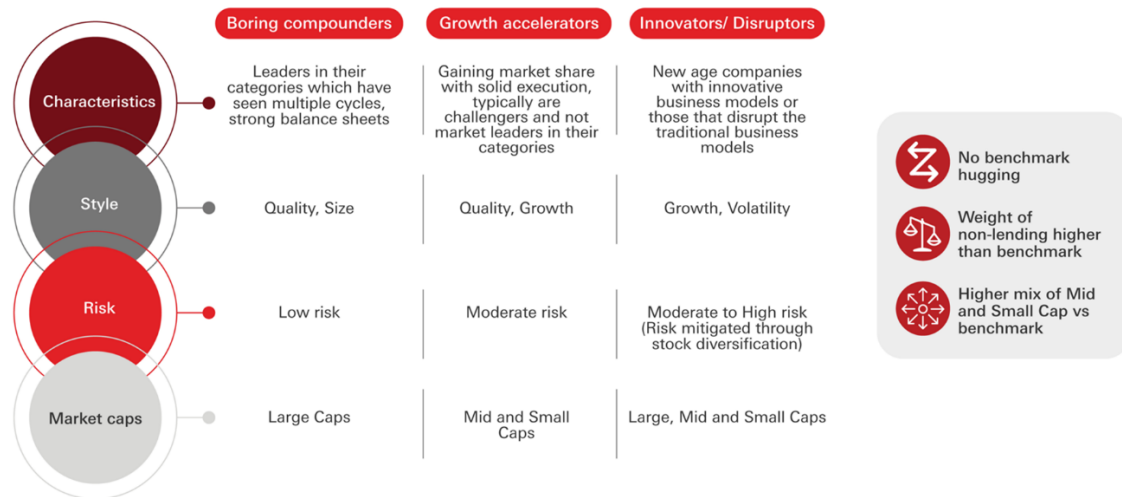 Boring compounders
Growth accelerators
Innovators/ Disruptors
Characteristics
Leaders in their
categories which have
seen multiple cycles,
strong balance sheets
Gaining market share
with solid execution,
typically are
challengers and not
market leaders in their
categories
New age companies
with innovative
business models or
those that disrupt the
traditional business
models
Style
Quality, Size
Quality, Growth
Growth, Volatility
Risk
Low risk
Moderate risk
Moderate to High risk
(Risk mitigated through
stock diversification)
Market caps
Large Caps
Mid and Small
Caps
Large, Mid and Small Caps
No benchmark
hugging
Weight of
non-lending higher
than benchmark
Higher mix of Mid
and Small Cap vs
benchmark